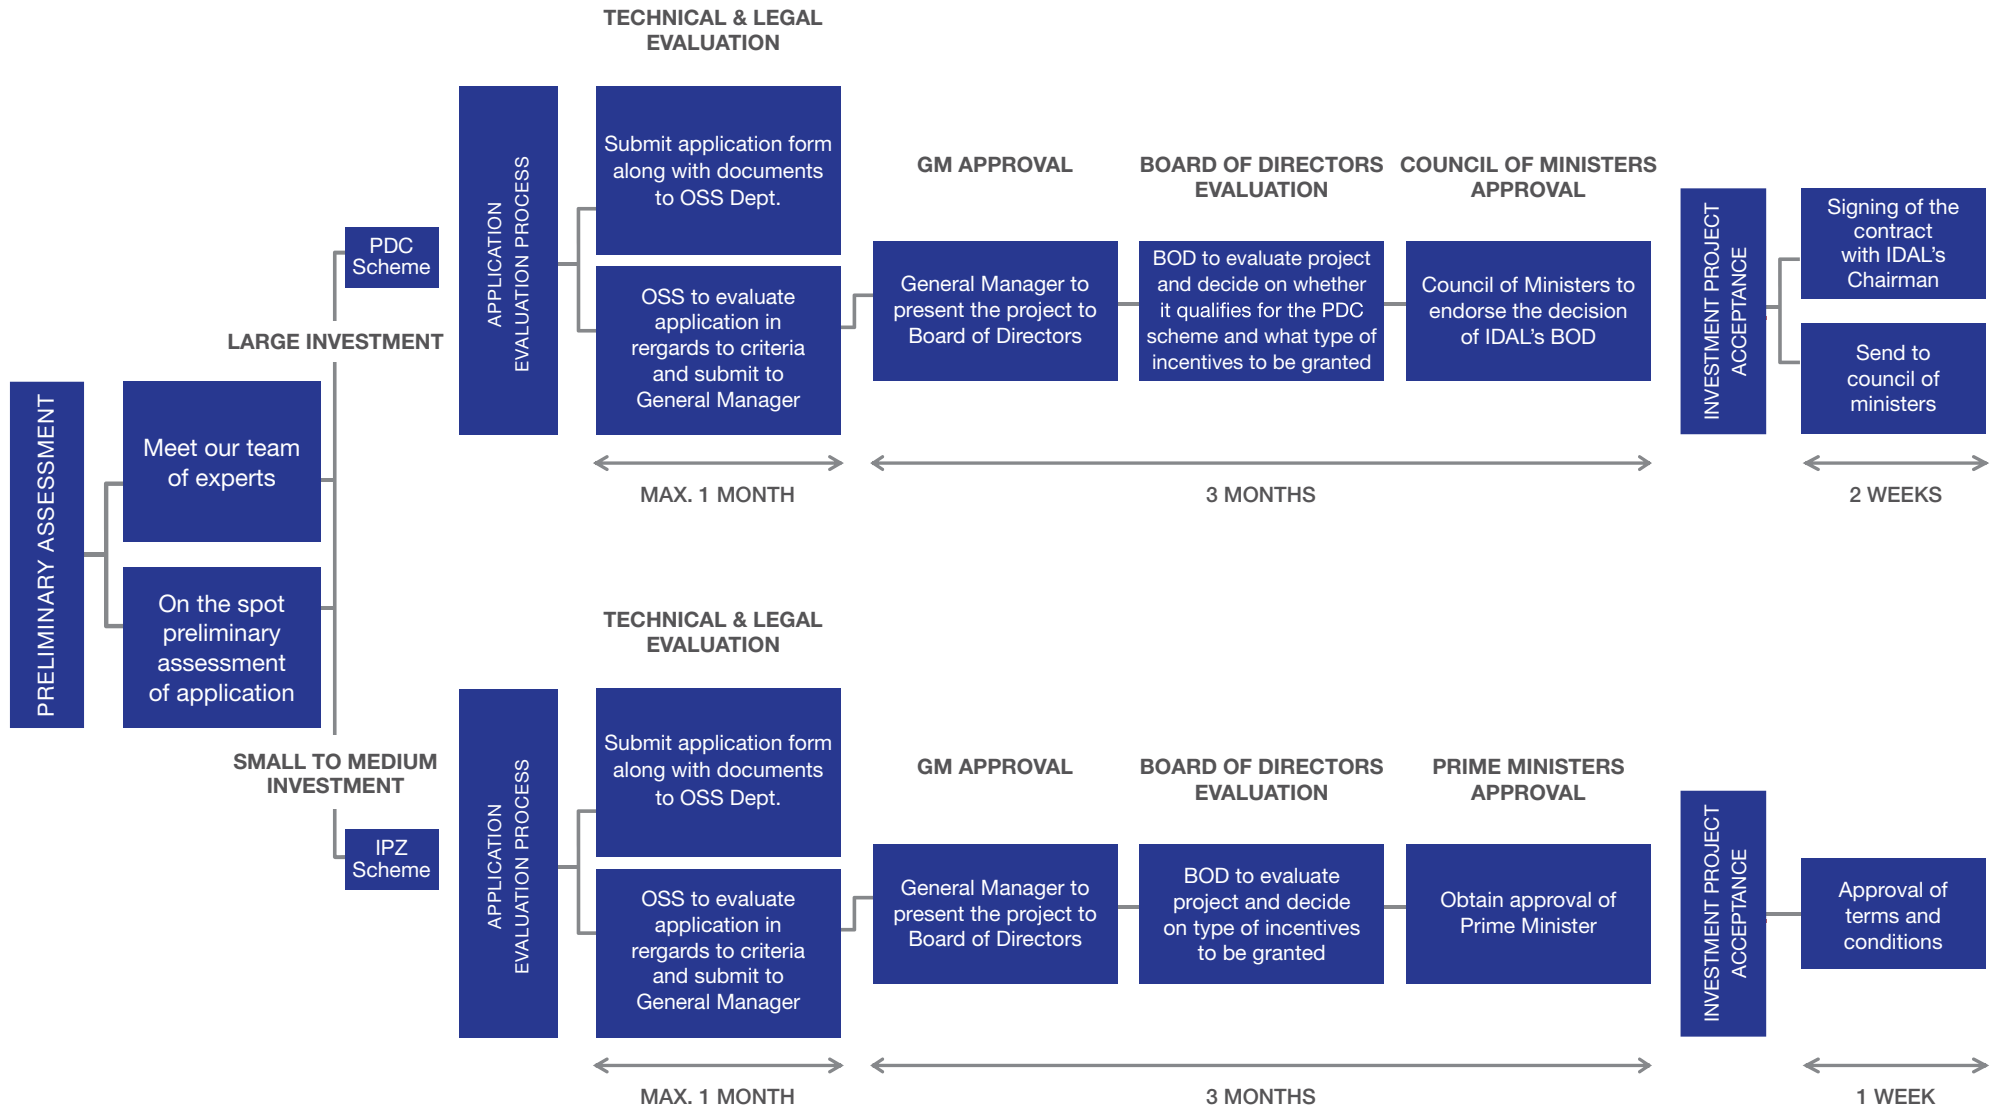 PRELIMINARY ASSESSMENT
Meet our team
of experts
On the spot
preliminary
assessment
of application
LARGE INVESTMENT
PDC
Scheme
APPLICATION
EVALUATION PROCESS
TECHNICAL & LEGAL
EVALUATION
Submit application form
along with documents
to OSS Dept.
OSS to evaluate
application in
rergards to criteria
and submit to
General Manager
MAX. 1 MONTH
GM APPROVAL
General Manager to
present the project to
Board of Directors
BOARD OF DIRECTORS
EVALUATION
BOD to evaluate project
and decide on whether
it qualifies for the PDC
scheme and what type of
incentives to be granted
COUNCIL OF MINISTERS
APPROVAL
Council of Ministers to
endorse the decision
of IDAL's BOD
3 MONTHS
INVESTMENT PROJECT
ACCEPTANCE
Signing of the
contract
with IDAL's
Chairman
Send to
council of
ministers
2 WEEKS
SMALL TO MEDIUM
INVESTMENT
IPZ
Scheme
APPLICATION
EVALUATION PROCESS
TECHNICAL & LEGAL
EVALUATION
Submit application form
along with documents
to OSS Dept.
OSS to evaluate
application in
rergards to criteria
and submit to
General Manager
MAX. 1 MONTH
GM APPROVAL
General Manager to
present the project to
Board of Directors
BOARD OF DIRECTORS
EVALUATION
BOD to evaluate
project and decide
on type of incentives
to be granted
PRIME MINISTERS
APPROVAL
Obtain approval of
Prime Minister
3 MONTHS
INVESTMENT PROJECT
ACCEPTANCE
Approval of
terms and
conditions
1 WEEK